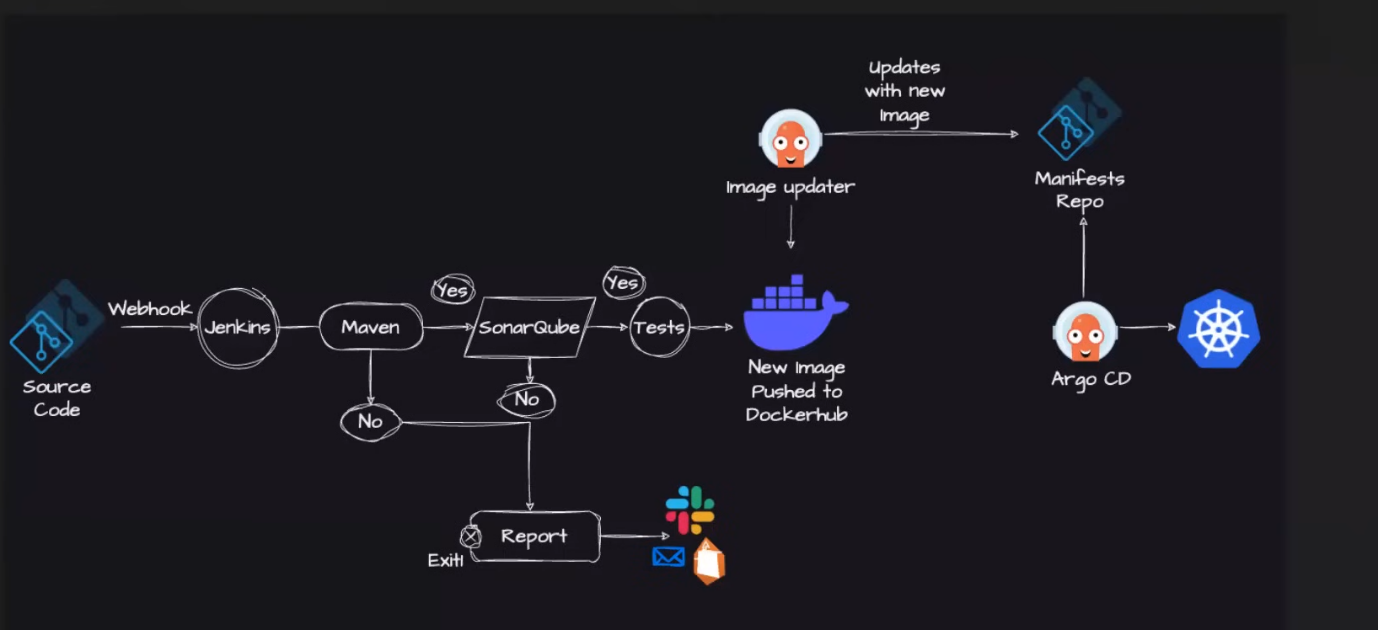 Updates
with new
Image
Image updater
Manifests
Repo
Webhook
Yes
Yes
Jenkins
Maven
SonarQube
Tests
Source
Code
No
No
New Image
Pushed to
Dockerhub
Argo CD
Report
Exit!